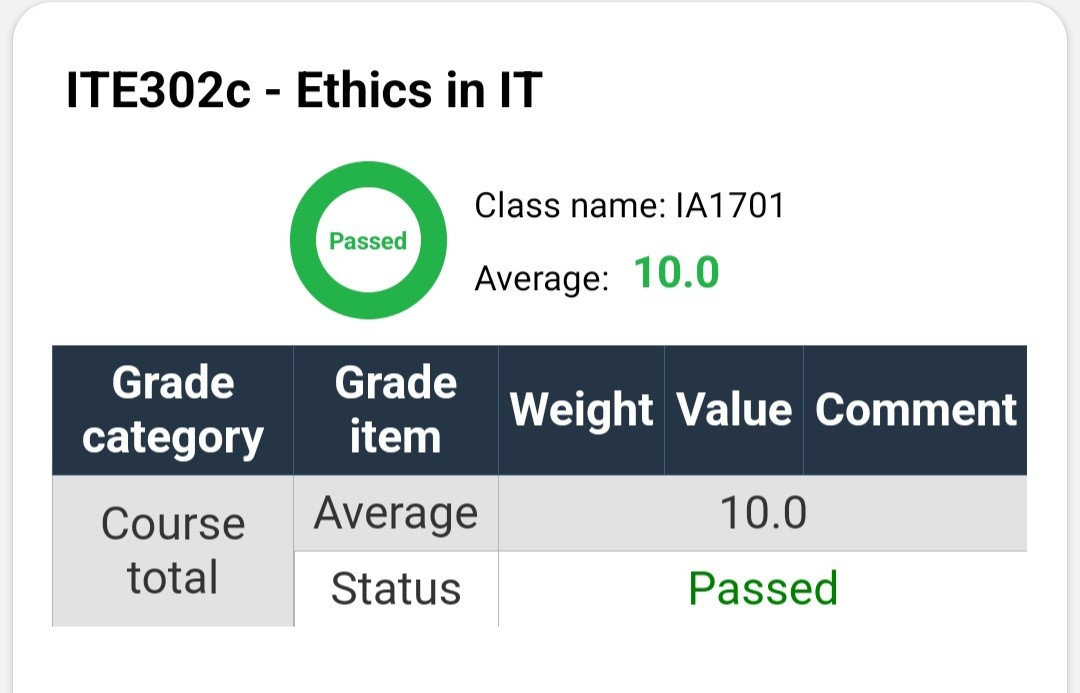 ITE302c - Ethics in IT
Passed
Class name: IA1701
Average: 10.0
Grade category
Grade item
Weight
Value
Comment
Course total
Average
10.0
Status
Passed